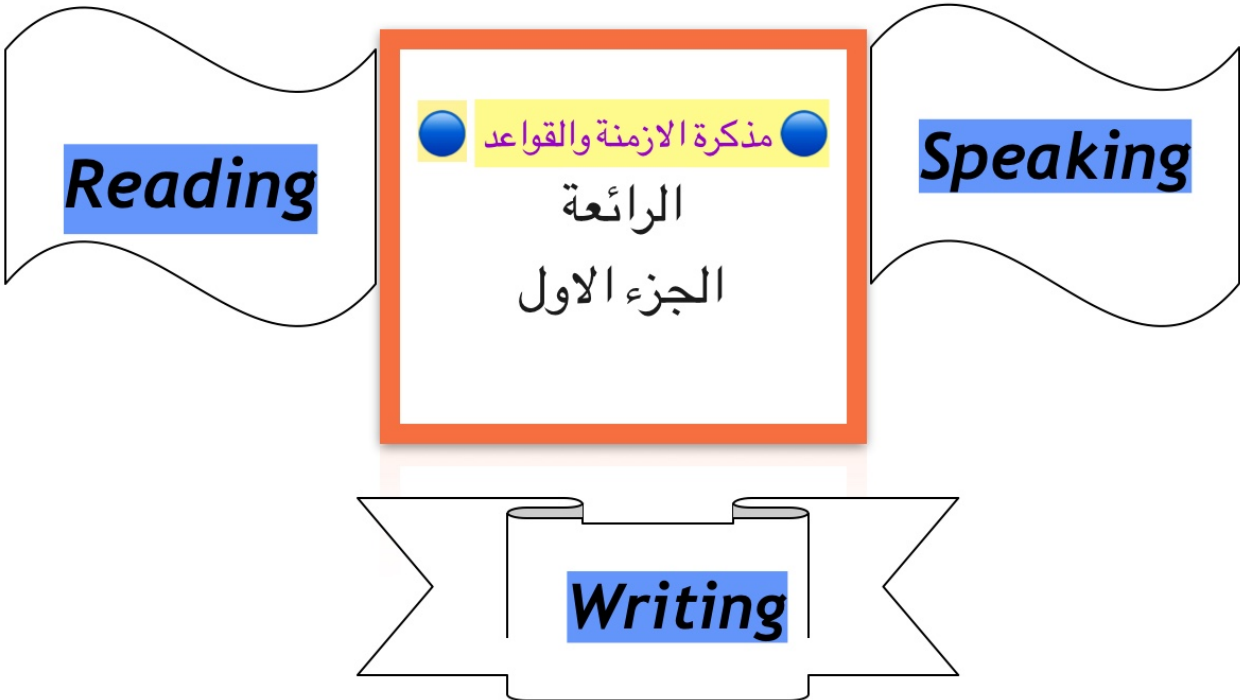 Reading
🔵 مذكرة الازمنة والقواعد 🔵
الرائعة
الجزء الاول
Speaking
Writing